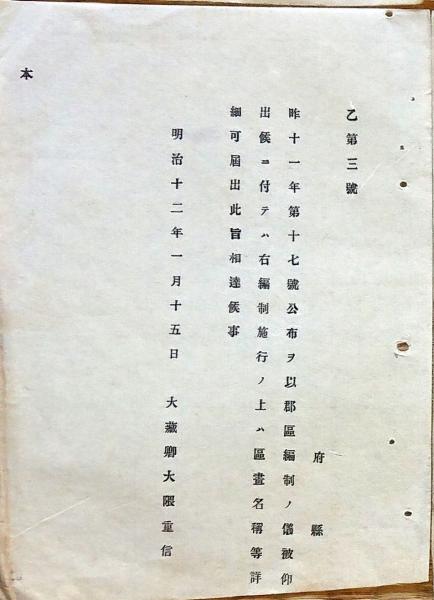 乙第三號
府縣
昨十一年第十七號公布ヲ以郡區編制ノ儀被仰
出候ニ付テハ右編制施行ノ上ハ區畫名稱等詳
細可屆出此旨相達候事
明治十二年一月十五日 大藏卿大隈重信
本